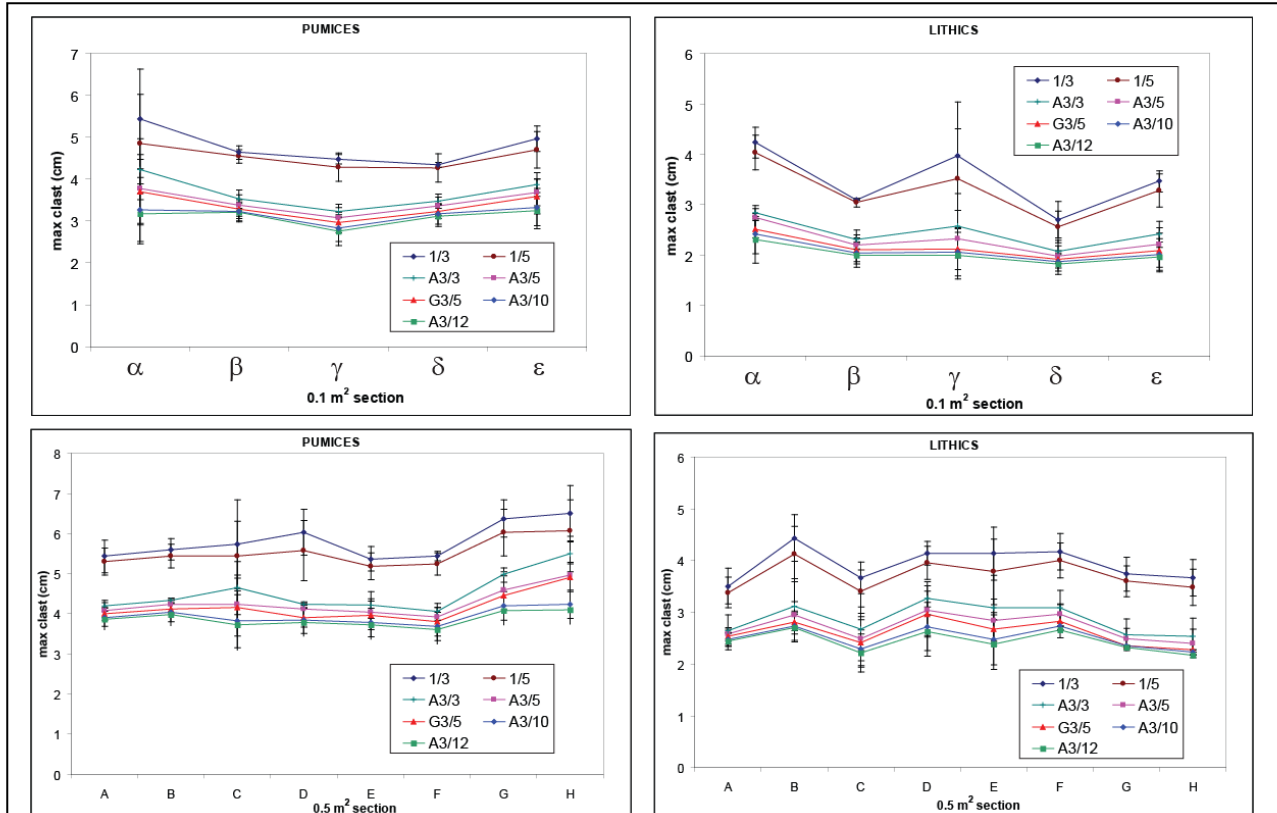 PUMICES
7
6
5
4
3
2
1
0
max clast (cm)
1/3 1/5
A3/3 A3/5
G3/5 A3/10
A3/12
α β γ δ ε
0.1 m² section
LITHICS
6
5
4
3
2
1
0
max clast (cm)
1/3 1/5
A3/3 A3/5
G3/5 A3/10
A3/12
α β γ δ ε
0.1 m² section
PUMICES
8
7
6
5
4
3
2
1
0
max clast (cm)
1/3 1/5
A3/3 A3/5
G3/5 A3/10
A3/12
A B C D E F G H
0.5 m² section
LITHICS
6
5
4
3
2
1
0
max clast (cm)
1/3 1/5
A3/3 A3/5
G3/5 A3/10
A3/12
A B C D E F G H
0.5 m² section